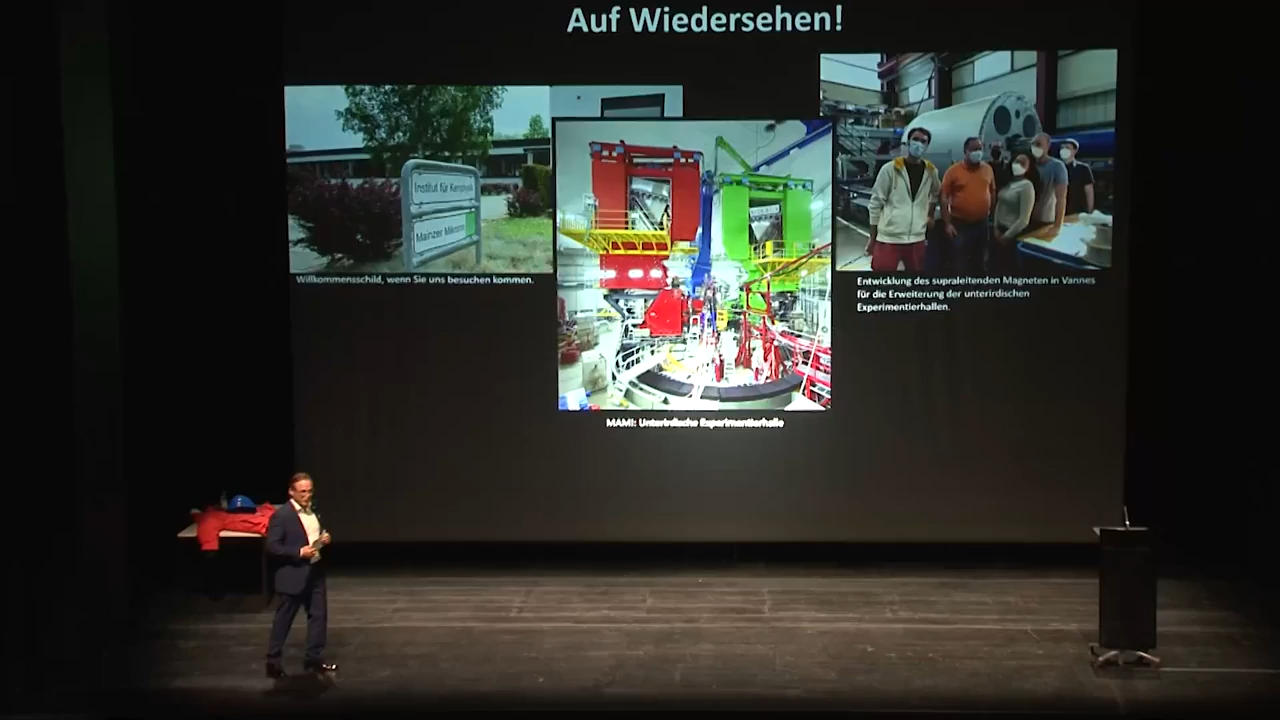 Auf Wiedersehen!
Institut für Kernphysik
Mainzer Mikrotron
Willkommensschild, wenn Sie uns besuchen kommen.
Entwicklung des supraleitenden Magneten in Vannes
für die Erweiterung der unterirdischen
Experimentierhallen.
MAMI: Unterirdische Experimentierhalle